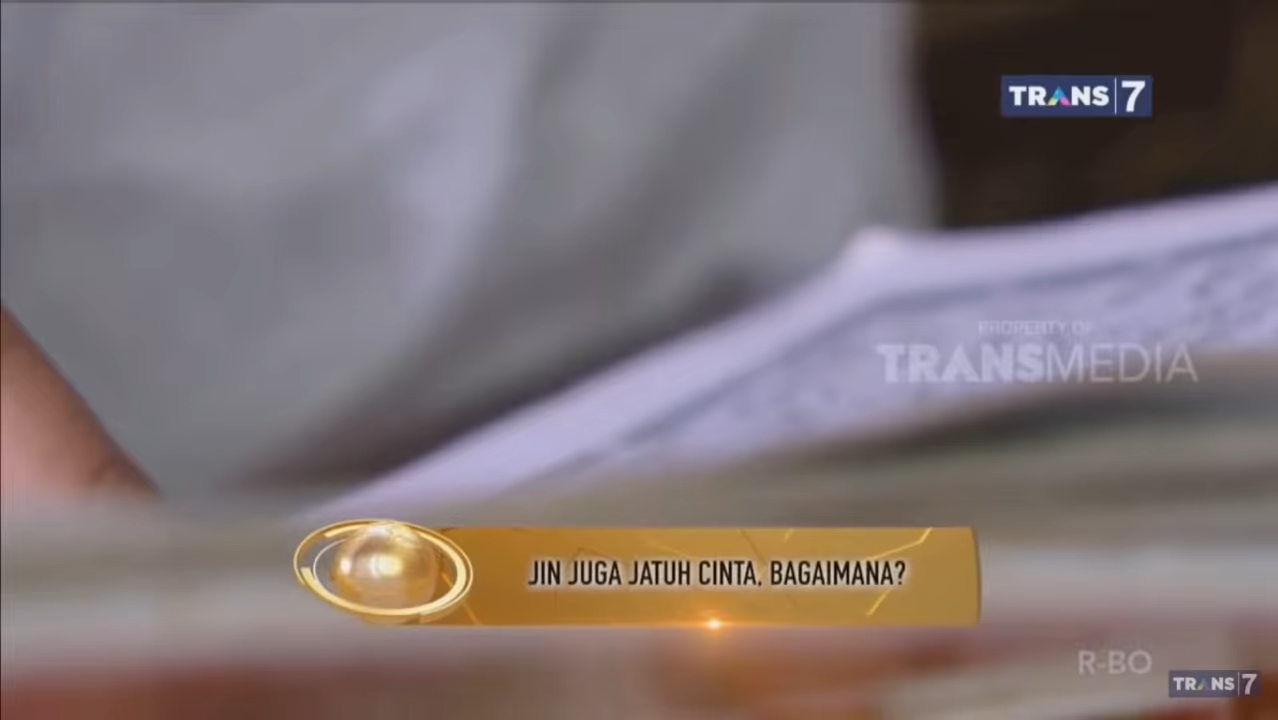 TRANS|7
PROPERTY OF
TRANSMEDIA
JIN JUGA JATUH CINTA, BAGAIMANA?
R-BO
TRANS|7